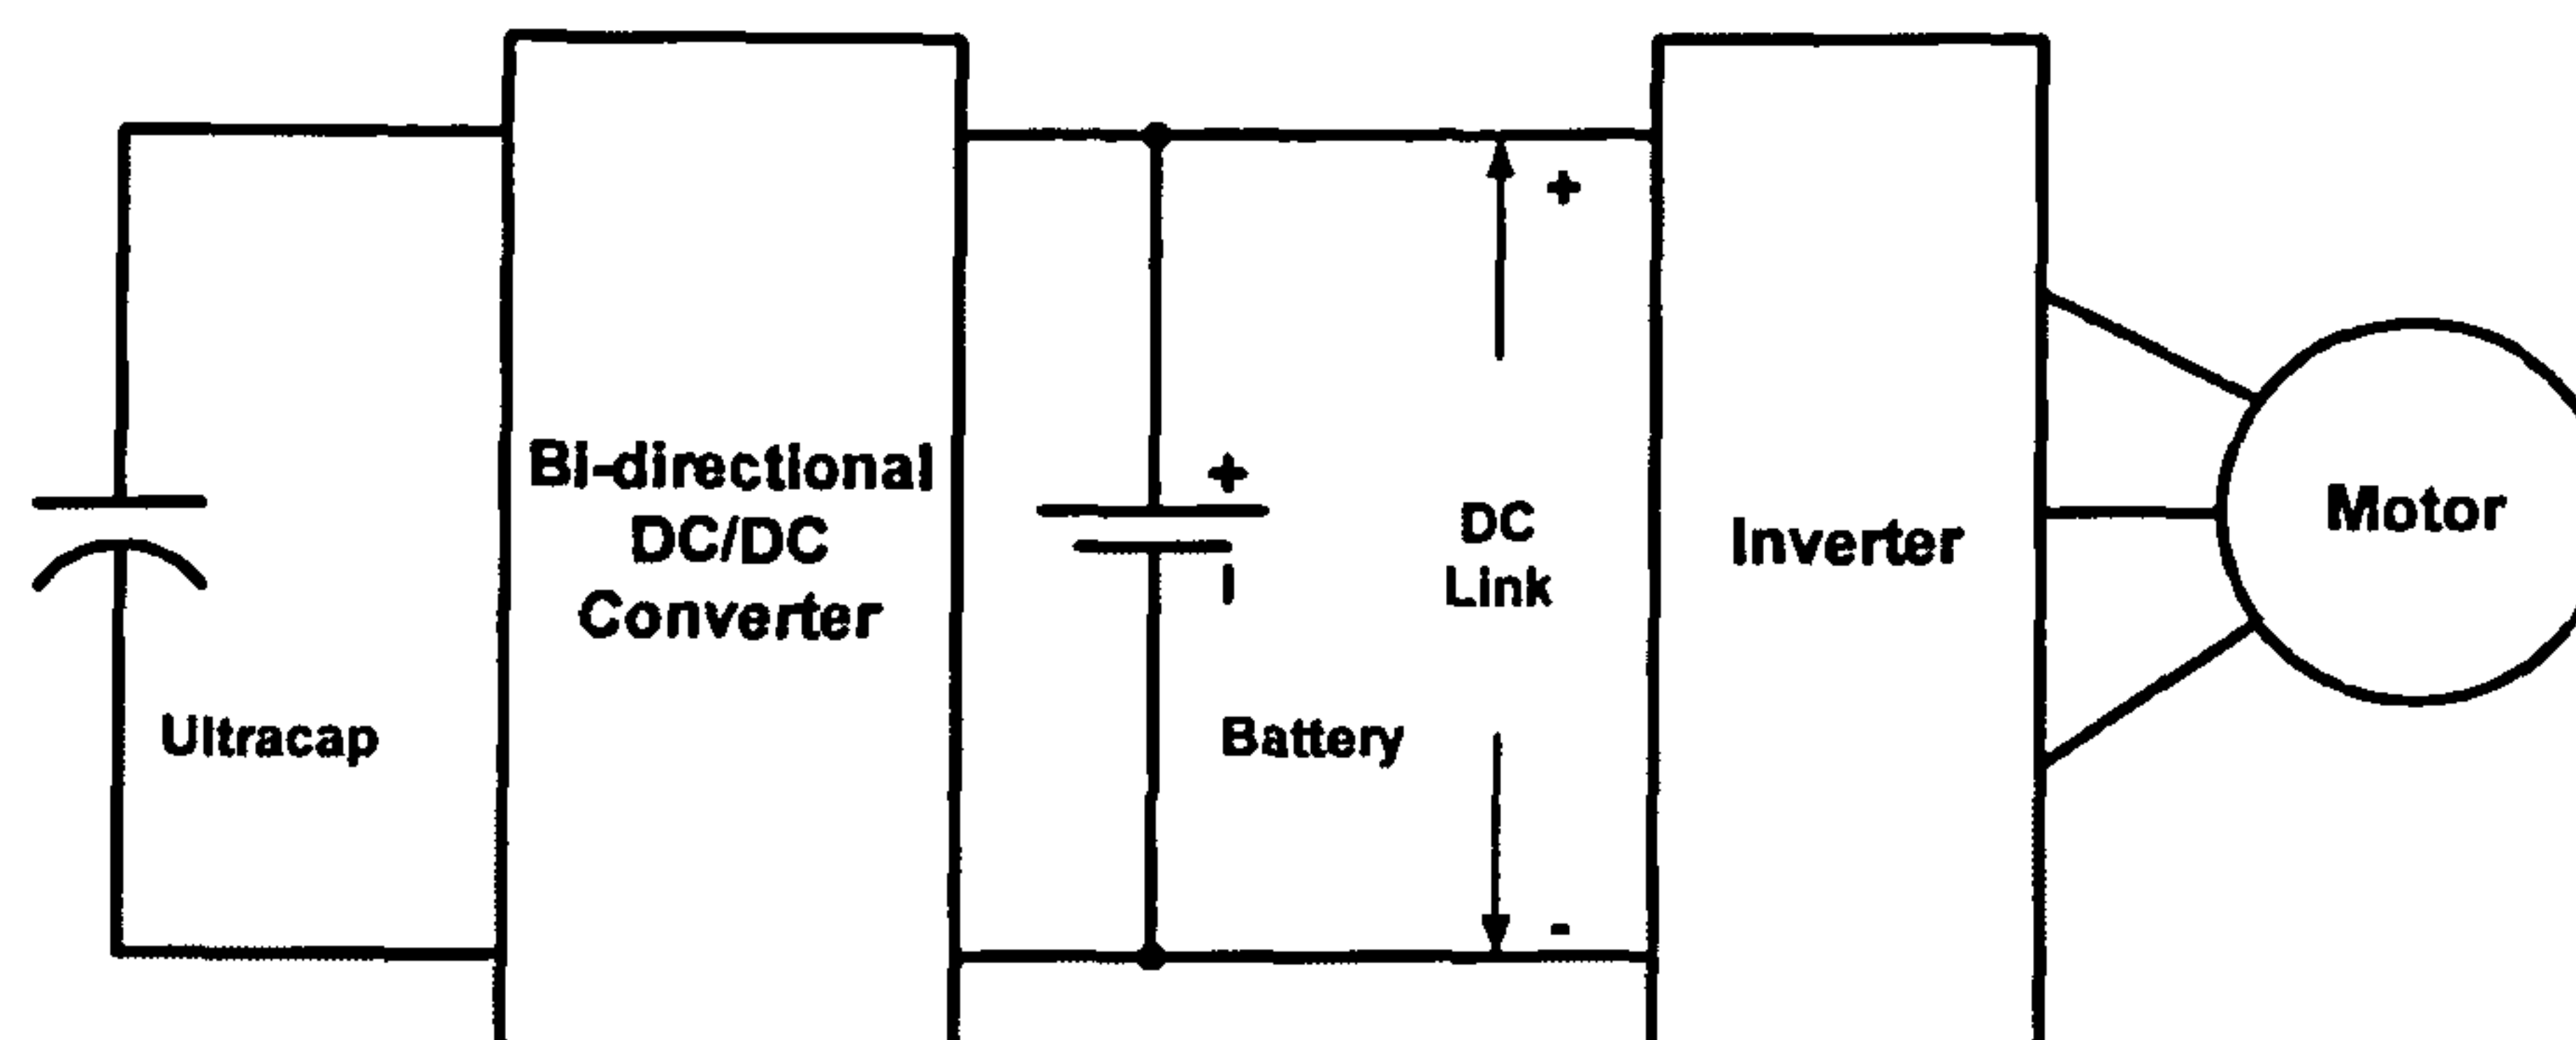 Bi-directional
DC/DC
Converter
Ultracap
+
Battery
+
DC
Link
-
Inverter
Motor